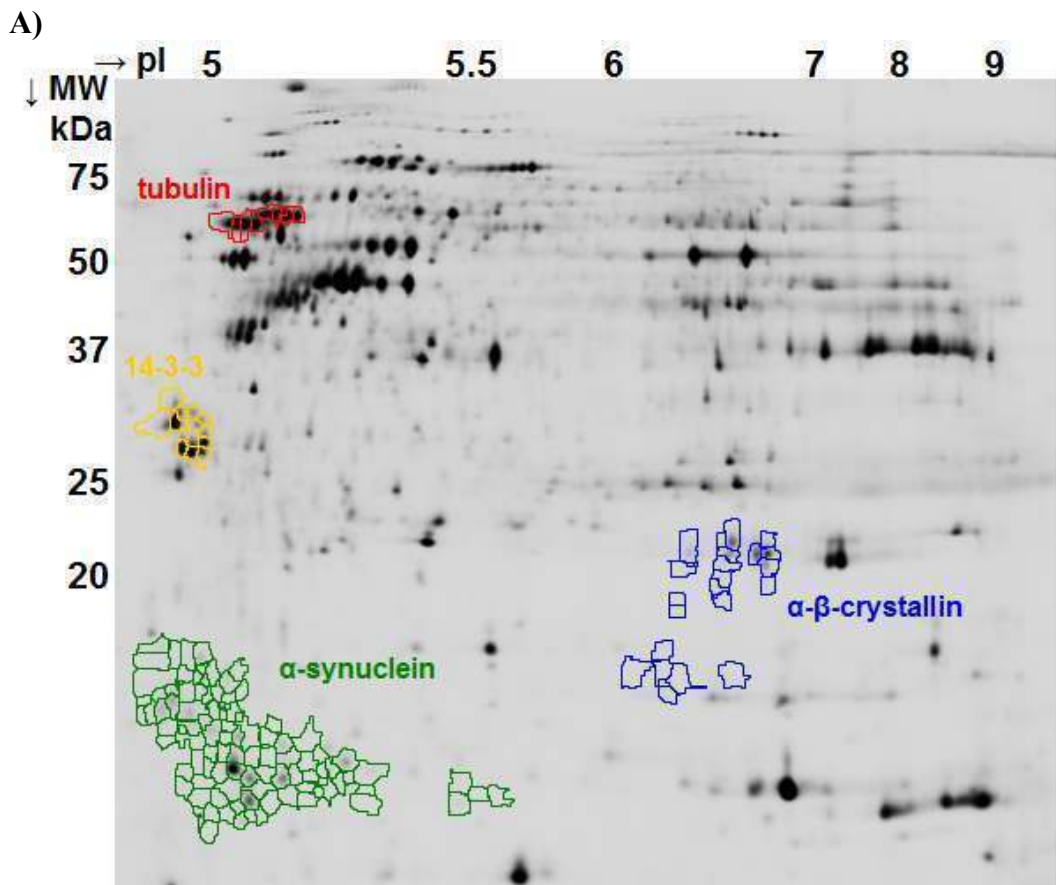 A)
→ pI 5 5.5 6 7 8 9
↓ MW
kDa
75
tubulin
50
37
14-3-3
25
20
α-β-crystallin
α-synuclein